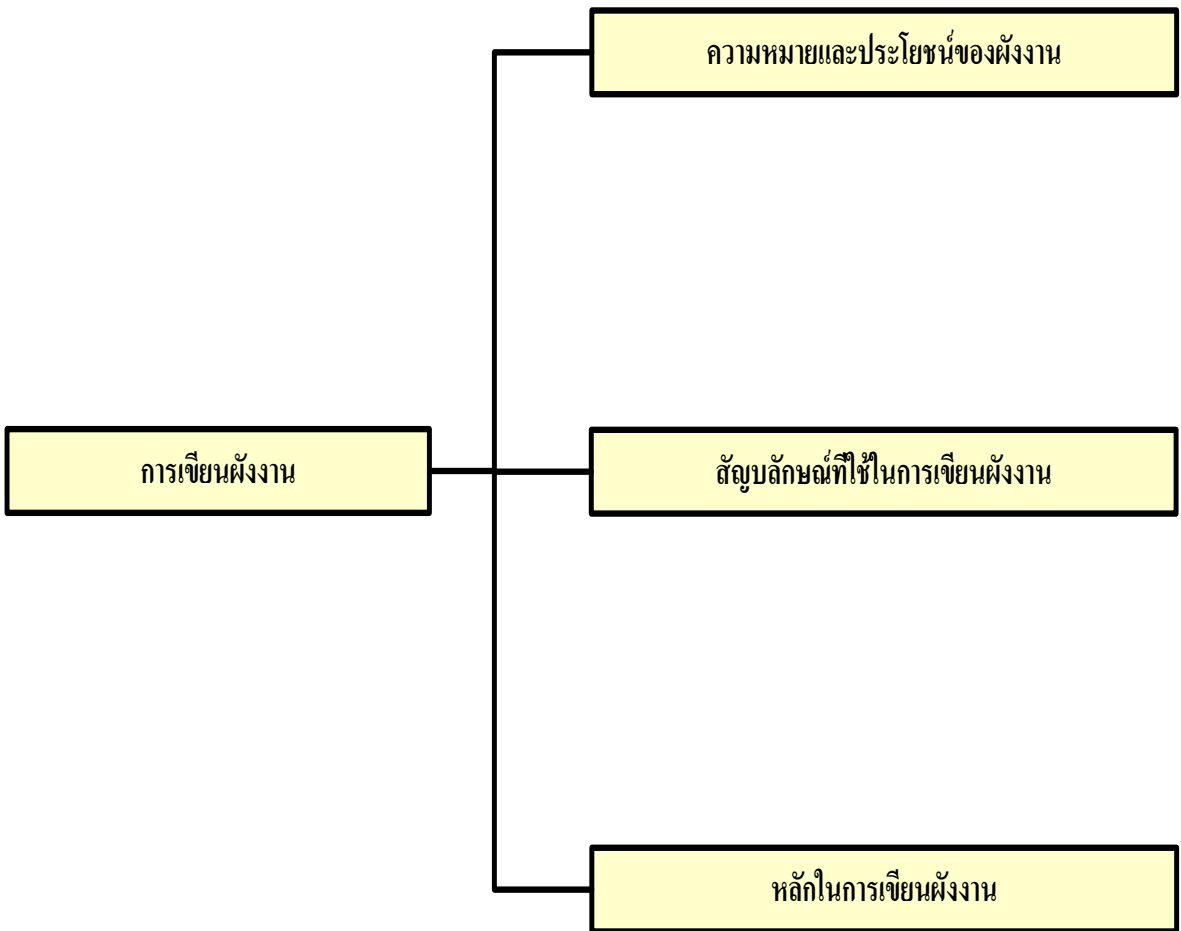 ความหมายและประโยชน์ของผังงาน
การเขียนผังงาน
สัญบลักษณ์ที่ใช้ในการเขียนผังงาน
หลักในการเขียนผังงาน